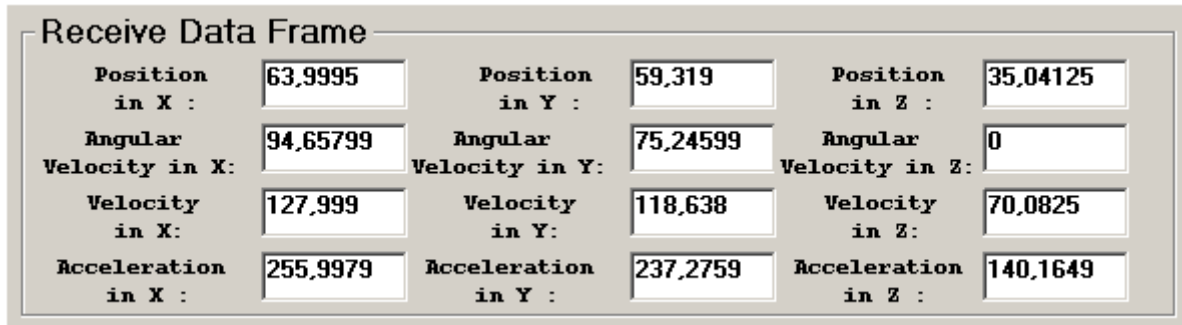 Receive Data Frame
Position in X : 63,9995 Position in Y : 59,319 Position in Z : 35,04125
Angular Velocity in X: 94,65799 Angular Velocity in Y: 75,24599 Angular Velocity in Z: 0
Velocity in X: 127,999 Velocity in Y: 118,638 Velocity in Z: 70,0825
Acceleration in X : 255,9979 Acceleration in Y : 237,2759 Acceleration in Z : 140,1649